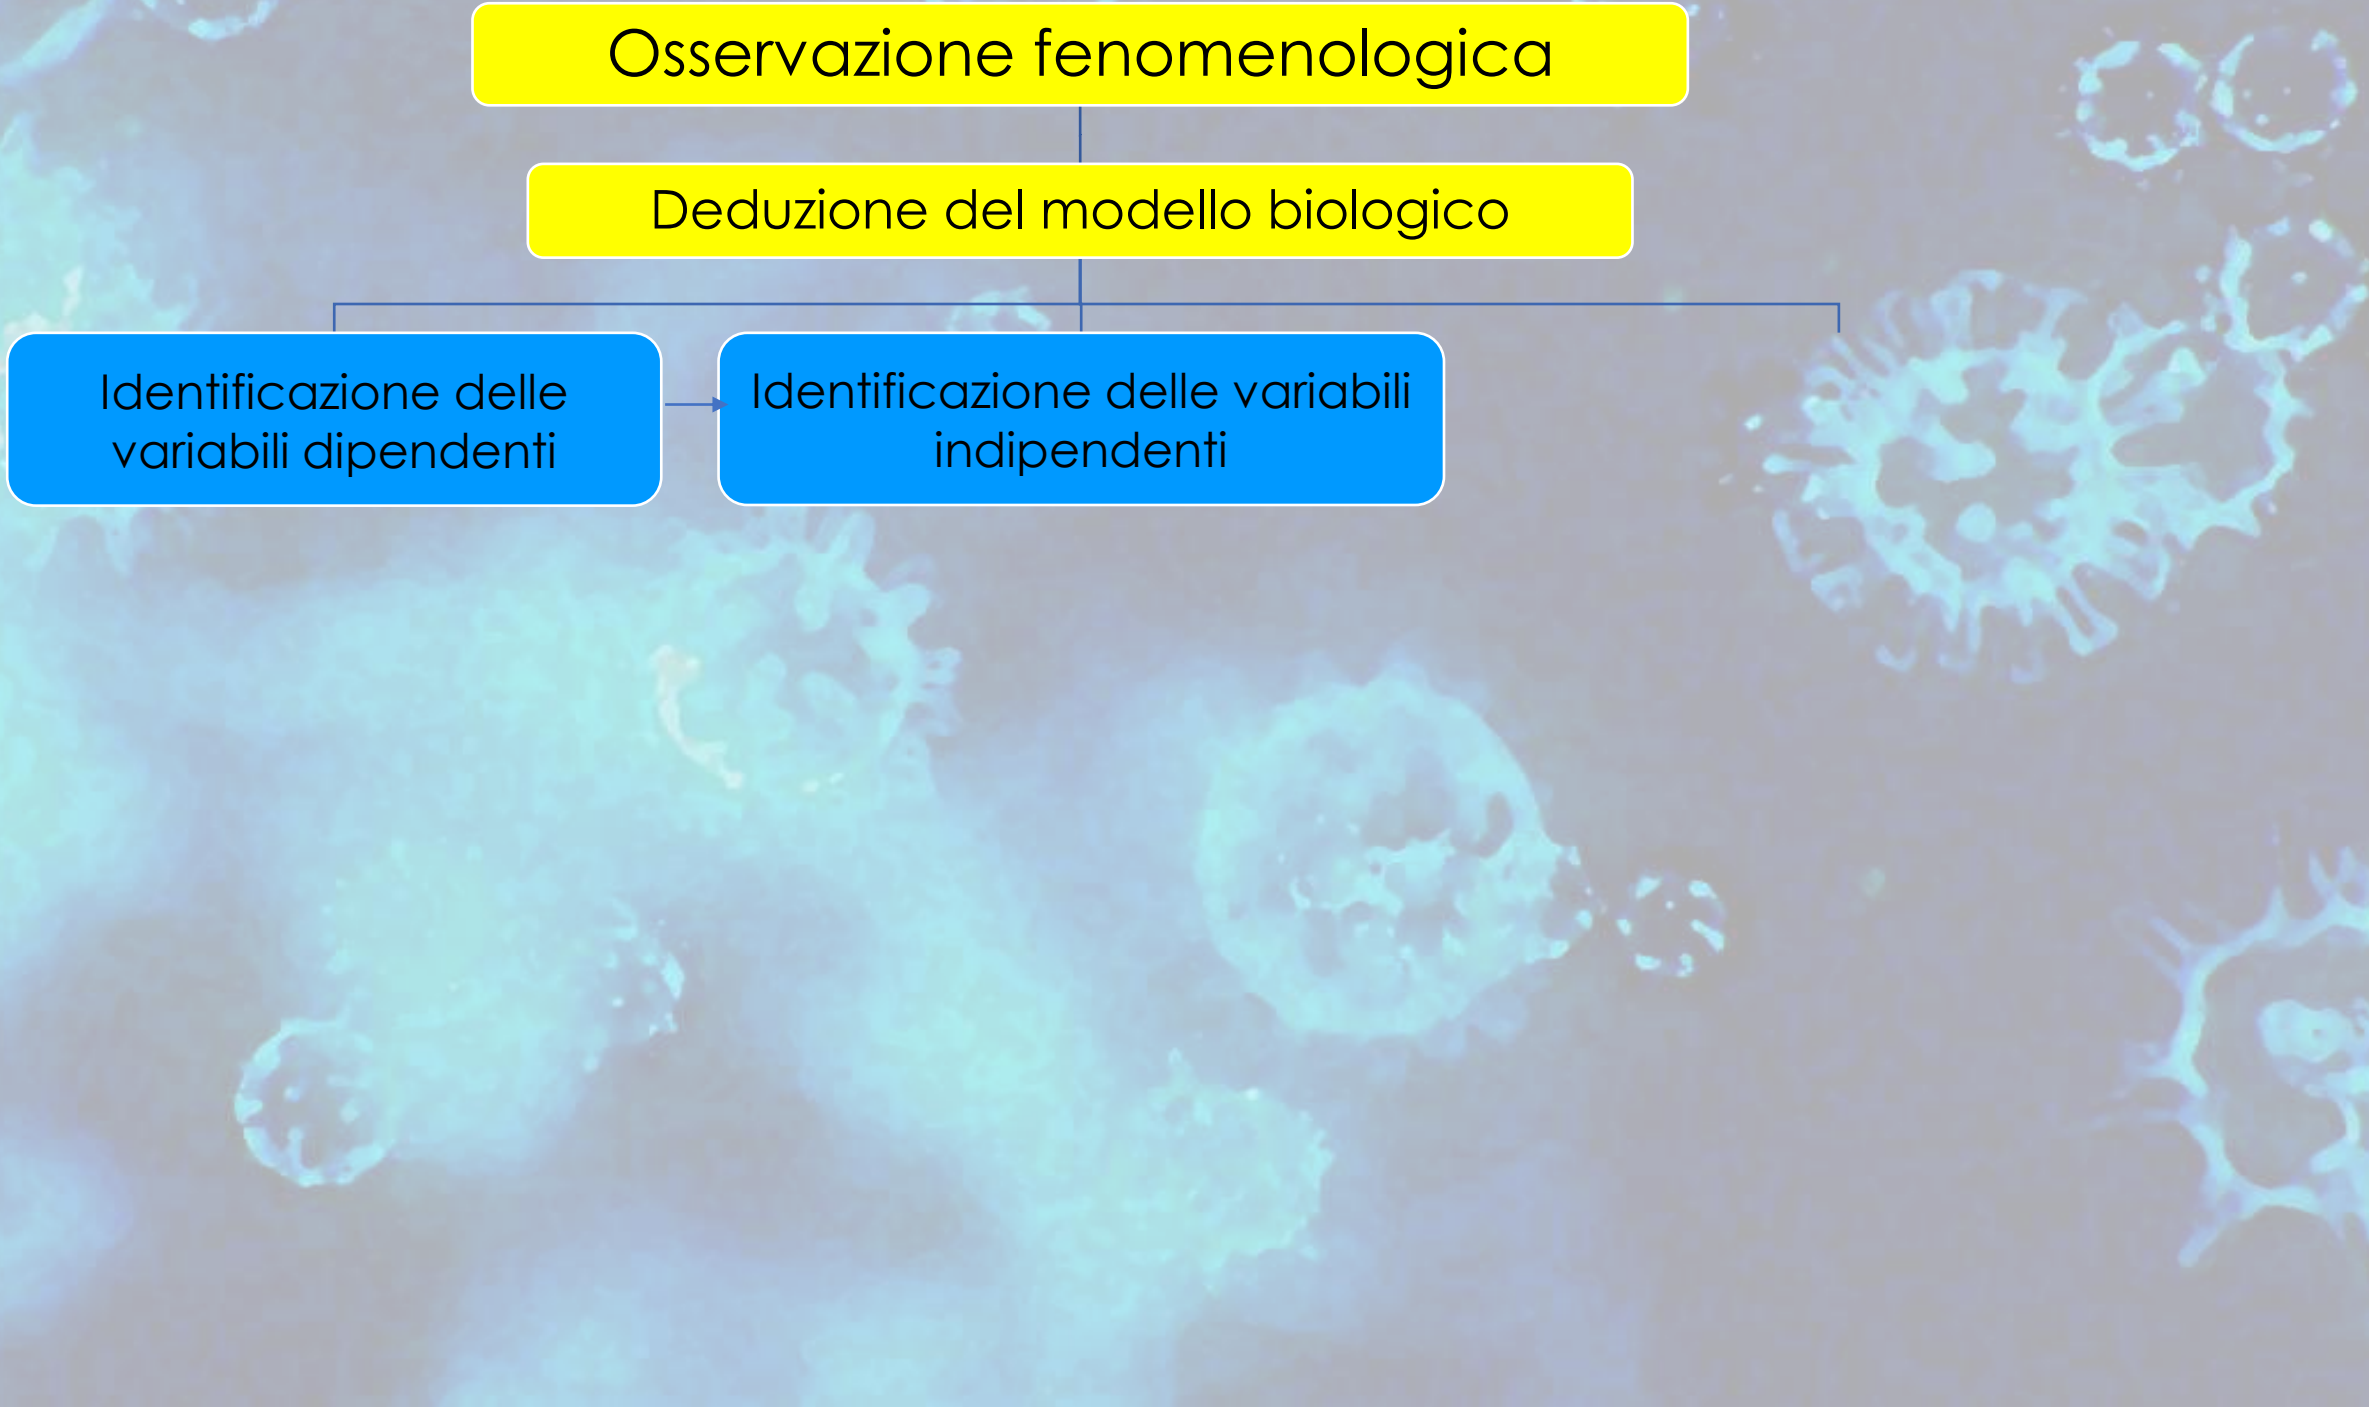 Osservazione fenomenologica
Deduzione del modello biologico
Identificazione delle
variabili dipendenti
Identificazione delle variabili
indipendenti